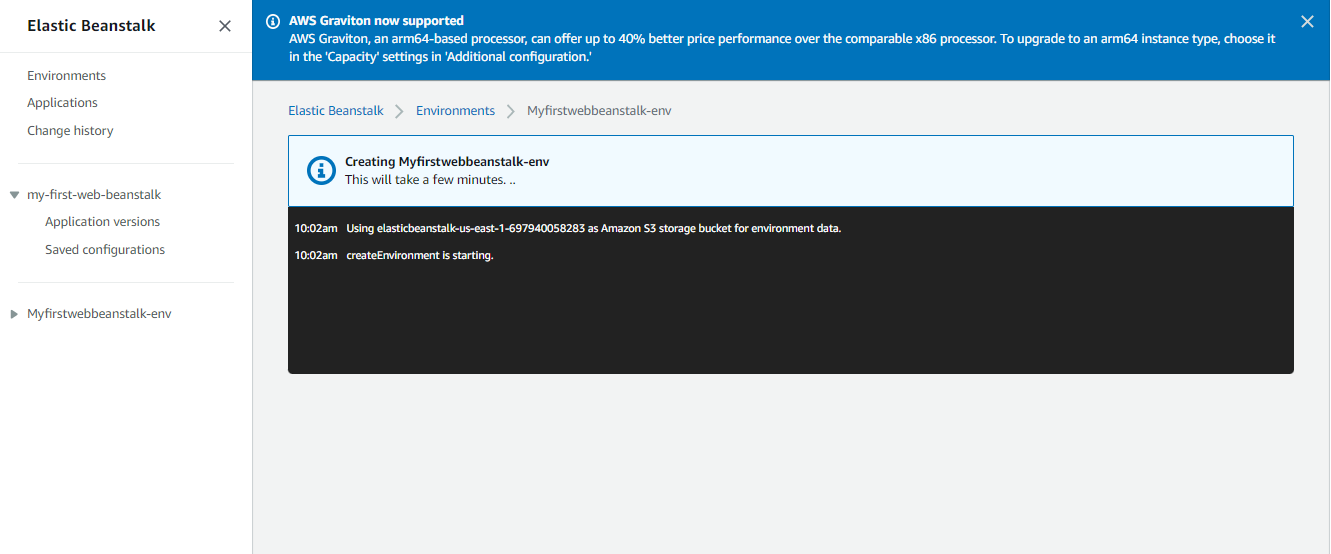 Elastic Beanstalk
Environments
Applications
Change history
my-first-web-beanstalk
Application versions
Saved configurations
Myfirstwebbeanstalk-env
AWS Graviton now supported
AWS Graviton, an arm64-based processor, can offer up to 40% better price performance over the comparable x86 processor. To upgrade to an arm64 instance type, choose it
in the 'Capacity' settings in 'Additional configuration.'
Elastic Beanstalk Environments Myfirstwebbeanstalk-env
Creating Myfirstwebbeanstalk-env
This will take a few minutes. ..
10:02am Using elasticbeanstalk-us-east-1-697940058283 as Amazon S3 storage bucket for environment data.
10:02am createEnvironment is starting.